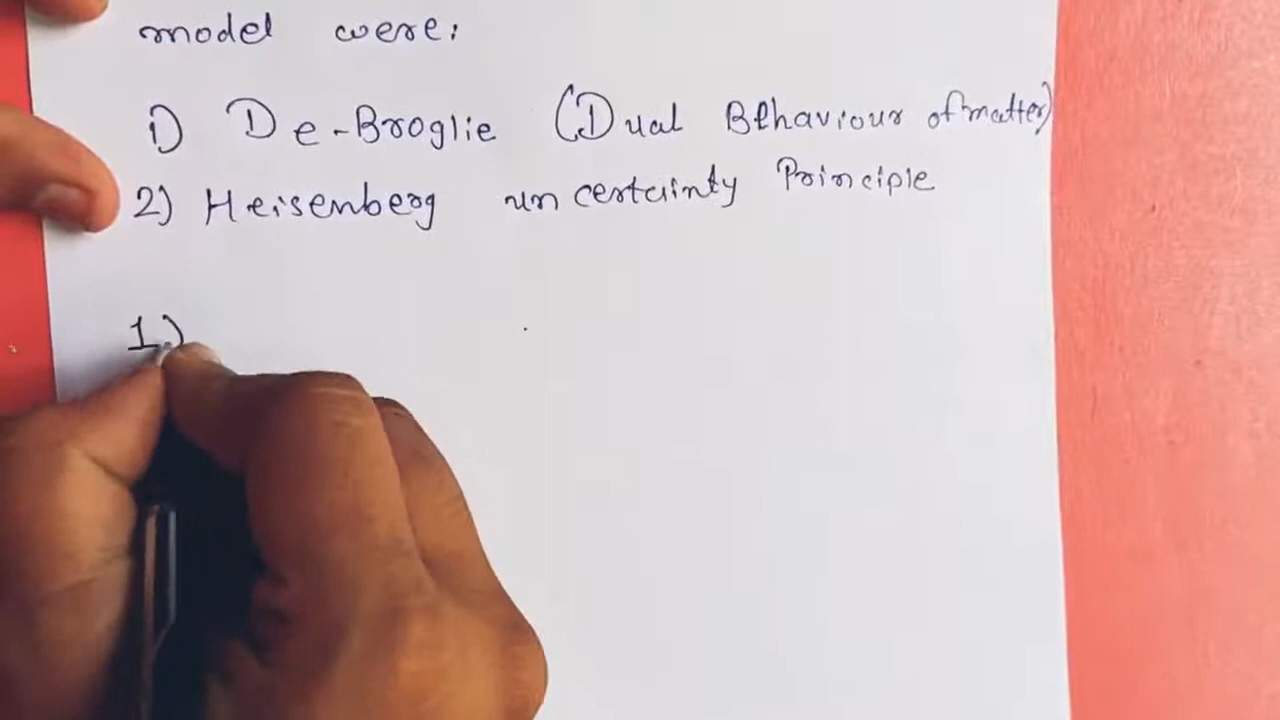 model were:
1) De-Broglie (Dual Behaviour of matter)
2) Heisenberg uncertainty Principle
1)